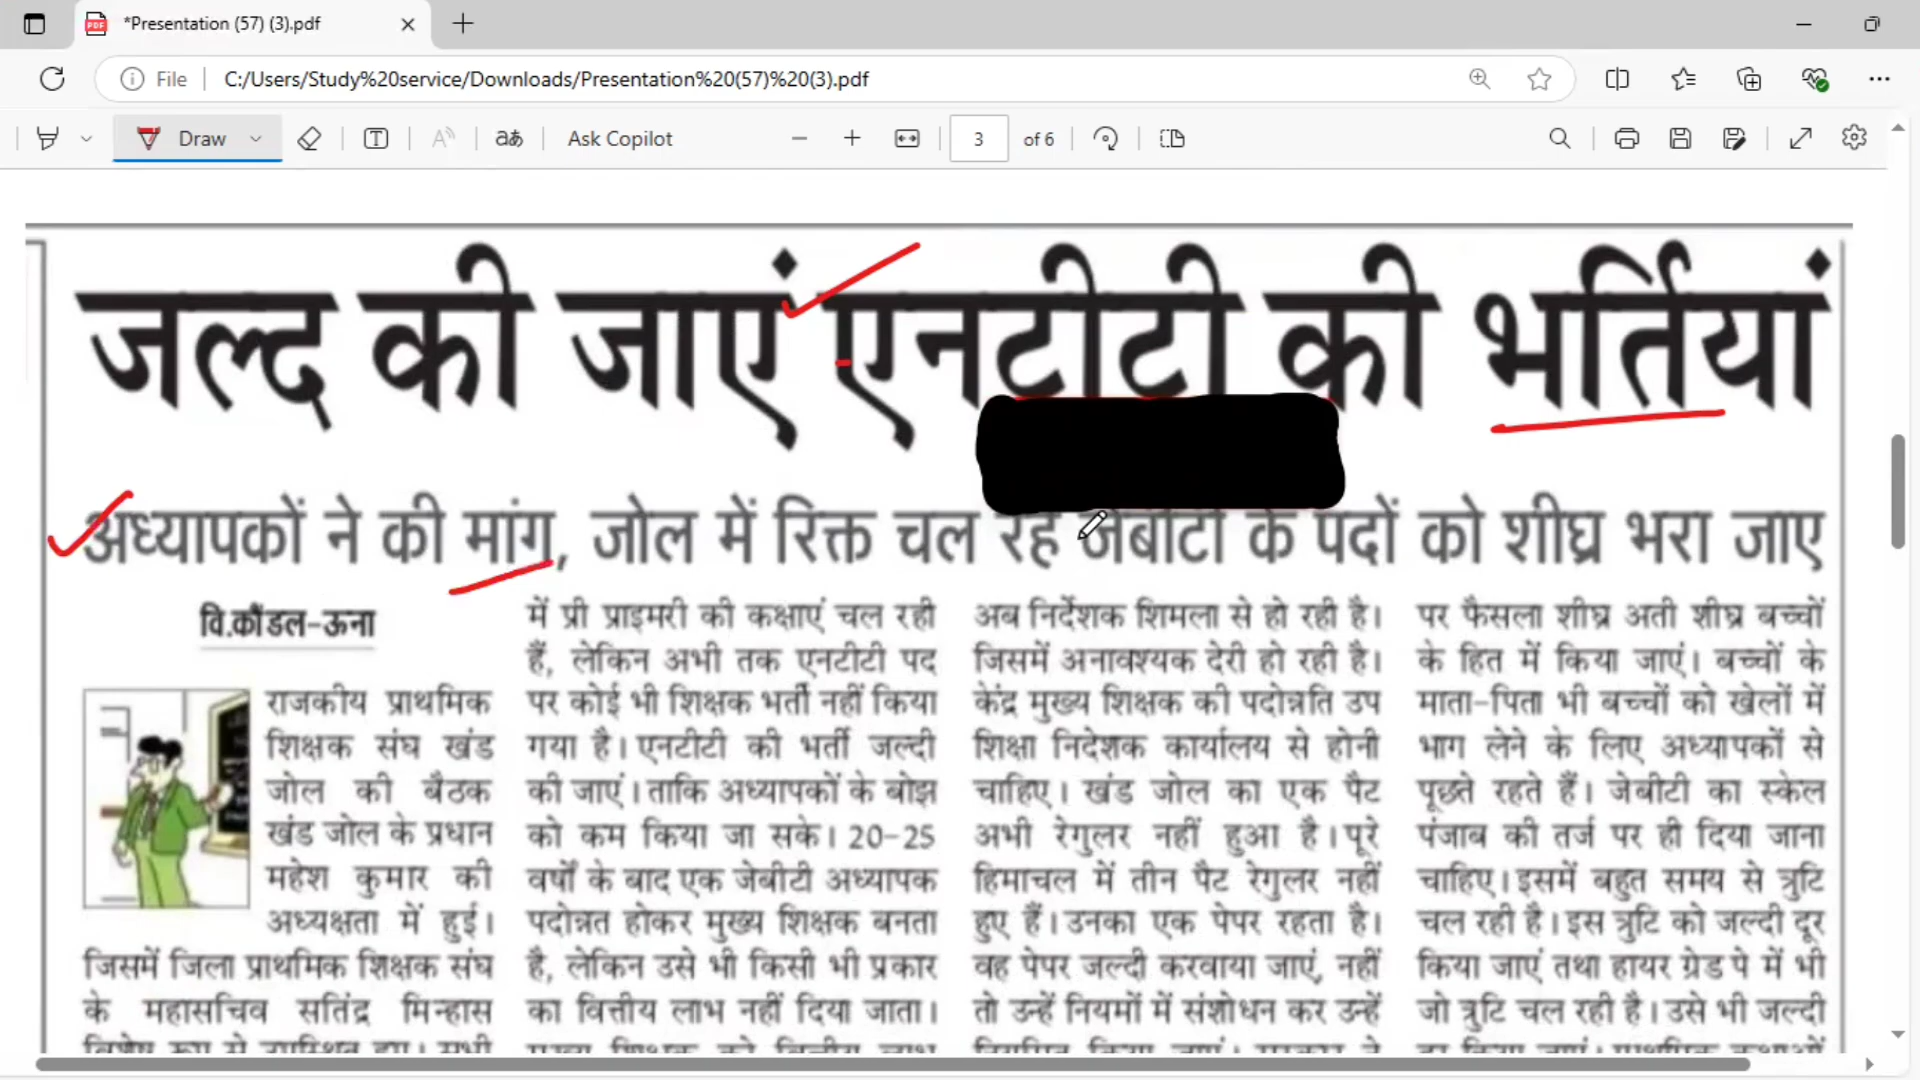 *Presentation (57) (3).pdf
File
C:/Users/Study%20service/Downloads/Presentation%20(57)%20(3).pdf
Draw
aあ
Ask Copilot
3 of 6
जल्द की जाएं एनटीटी की भर्तियां
अध्यापकों ने की मांग, जोल में रिक्त चल रहे जेबीटी के पदों को शीघ्र भरा जाए
वि.कौंडल-ऊना
राजकीय प्राथमिक
शिक्षक संघ खंड
जोल की बैठक
खंड जोल के प्रधान
महेश कुमार की
अध्यक्षता में हुई।
जिसमें जिला प्राथमिक शिक्षक संघ
के महासचिव सतिंद्र मिन्हास
में प्री प्राइमरी की कक्षाएं चल रही
हैं, लेकिन अभी तक एनटीटी पद
पर कोई भी शिक्षक भर्ती नहीं किया
गया है। एनटीटी की भर्ती जल्दी
की जाएं। ताकि अध्यापकों के बोझ
को कम किया जा सके। 20-25
वर्षों के बाद एक जेबीटी अध्यापक
पदोन्नत होकर मुख्य शिक्षक बनता
है, लेकिन उसे भी किसी भी प्रकार
का वित्तीय लाभ नहीं दिया जाता।
अब निर्देशक शिमला से हो रही है।
जिसमें अनावश्यक देरी हो रही है।
केंद्र मुख्य शिक्षक की पदोन्नति उप
शिक्षा निदेशक कार्यालय से होनी
चाहिए। खंड जोल का एक पैट
अभी रेगुलर नहीं हुआ है। पूरे
हिमाचल में तीन पैट रेगुलर नहीं
हुए हैं। उनका एक पेपर रहता है।
वह पेपर जल्दी करवाया जाएं, नहीं
तो उन्हें नियमों में संशोधन कर उन्हें
पर फैसला शीघ्र अती शीघ्र बच्चों
के हित में किया जाएं। बच्चों के
माता-पिता भी बच्चों को खेलों में
भाग लेने के लिए अध्यापकों से
पूछते रहते हैं। जेबीटी का स्केल
पंजाब की तर्ज पर ही दिया जाना
चाहिए। इसमें बहुत समय से त्रुटि
चल रही है। इस त्रुटि को जल्दी दूर
किया जाएं तथा हायर ग्रेड पे में भी
जो त्रुटि चल रही है। उसे भी जल्दी